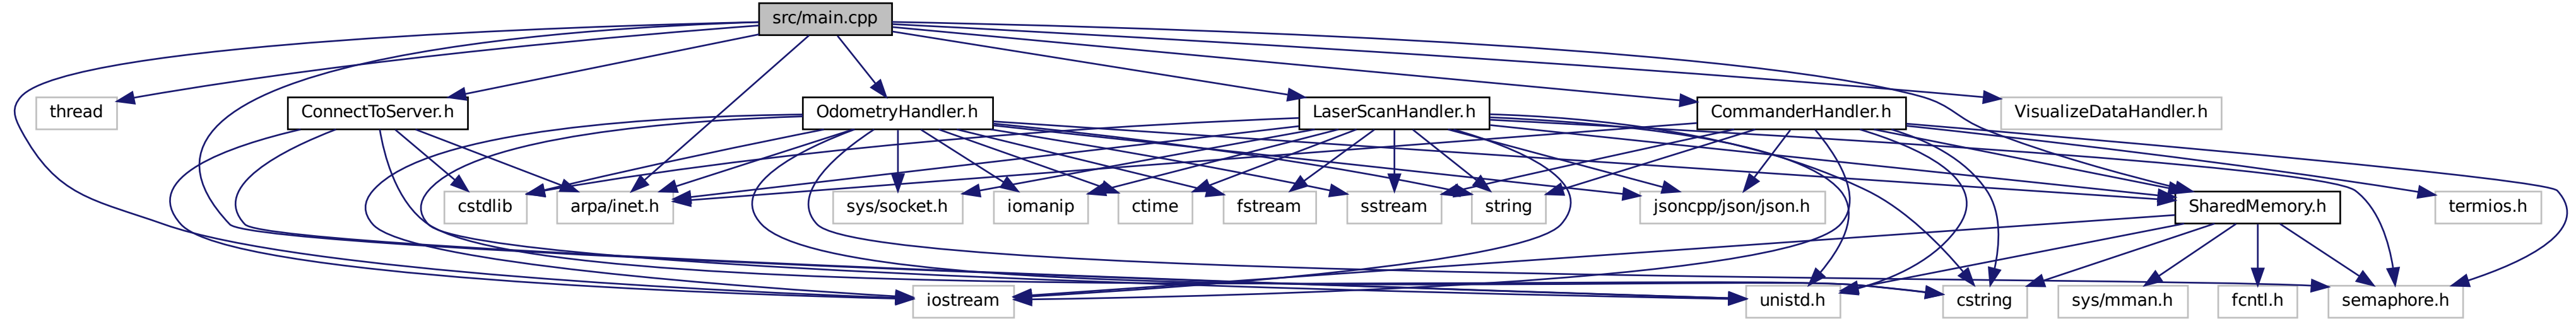 src/main.cpp
thread
ConnectToServer.h
OdometryHandler.h
LaserScanHandler.h
CommanderHandler.h
VisualizeDataHandler.h
cstdlib
arpa/inet.h
sys/socket.h
iomanip
ctime
fstream
sstream
string
jsoncpp/json/json.h
SharedMemory.h
termios.h
iostream
unistd.h
cstring
sys/mman.h
fcntl.h
semaphore.h